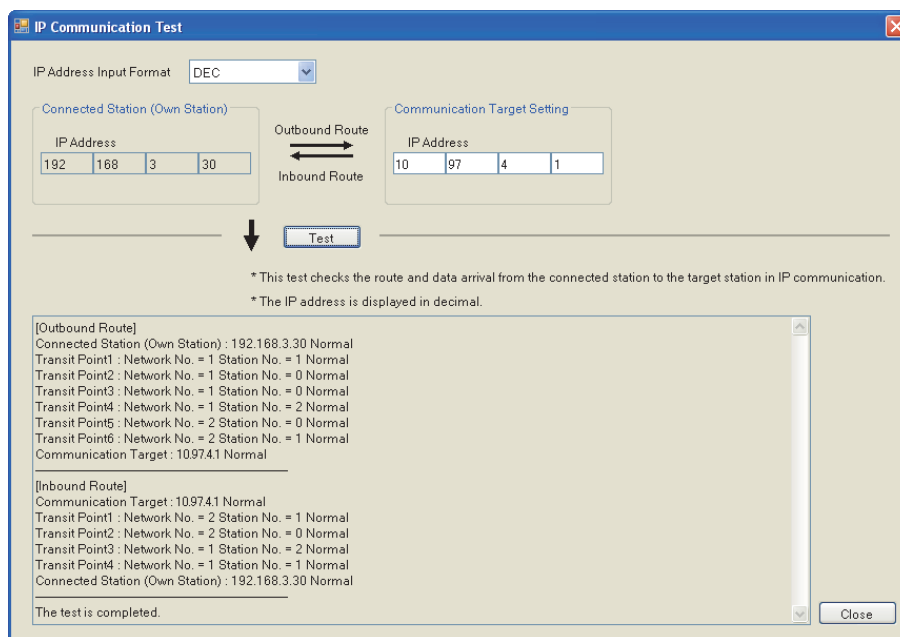 IP Communication Test
IP Address Input Format DEC
Connected Station (Own Station)
IP Address
192 168 3 30
Outbound Route
Inbound Route
Communication Target Setting
IP Address
10 97 4 1
Test
* This test checks the route and data arrival from the connected station to the target station in IP communication.
* The IP address is displayed in decimal.
[Outbound Route]
Connected Station (Own Station) : 192.168.3.30 Normal
Transit Point1 : Network No. = 1 Station No. = 1 Normal
Transit Point2 : Network No. = 1 Station No. = 0 Normal
Transit Point3 : Network No. = 1 Station No. = 0 Normal
Transit Point4 : Network No. = 1 Station No. = 2 Normal
Transit Point5 : Network No. = 2 Station No. = 0 Normal
Transit Point6 : Network No. = 2 Station No. = 1 Normal
Communication Target : 10.97.4.1 Normal
[Inbound Route]
Communication Target : 10.97.4.1 Normal
Transit Point1 : Network No. = 2 Station No. = 1 Normal
Transit Point2 : Network No. = 2 Station No. = 0 Normal
Transit Point3 : Network No. = 1 Station No. = 2 Normal
Transit Point4 : Network No. = 1 Station No. = 1 Normal
Connected Station (Own Station) : 192.168.3.30 Normal
The test is completed.
Close